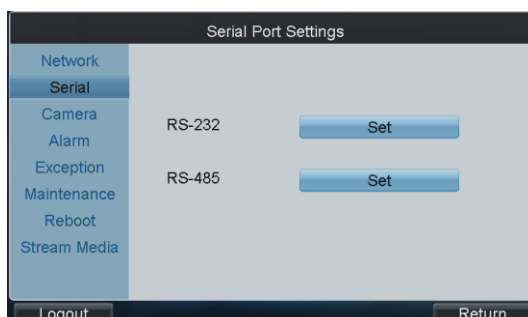 Serial Port Settings
Network
Serial
Camera
Alarm
Exception
Maintenance
Reboot
Stream Media
RS-232 Set
RS-485 Set
Logout Return